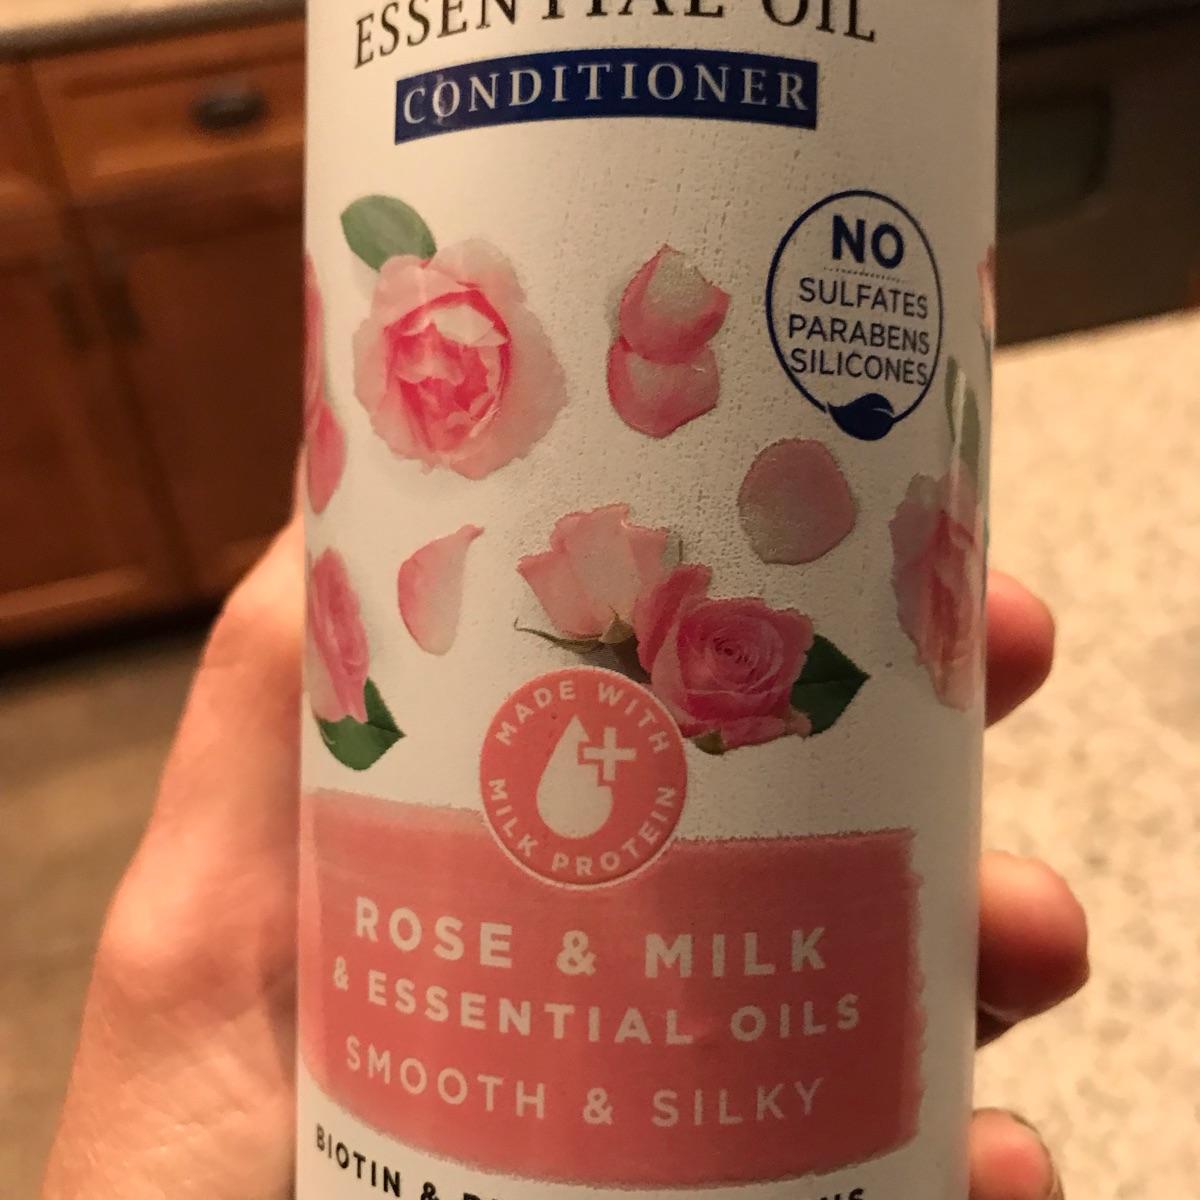 ESSENTIAL OIL
CONDITIONER
NO
SULFATES
PARABENS
SILICONES
MADE WITH
MILK PROTEIN
ROSE & MILK
& ESSENTIAL OILS
SMOOTH & SILKY
BIOTIN &